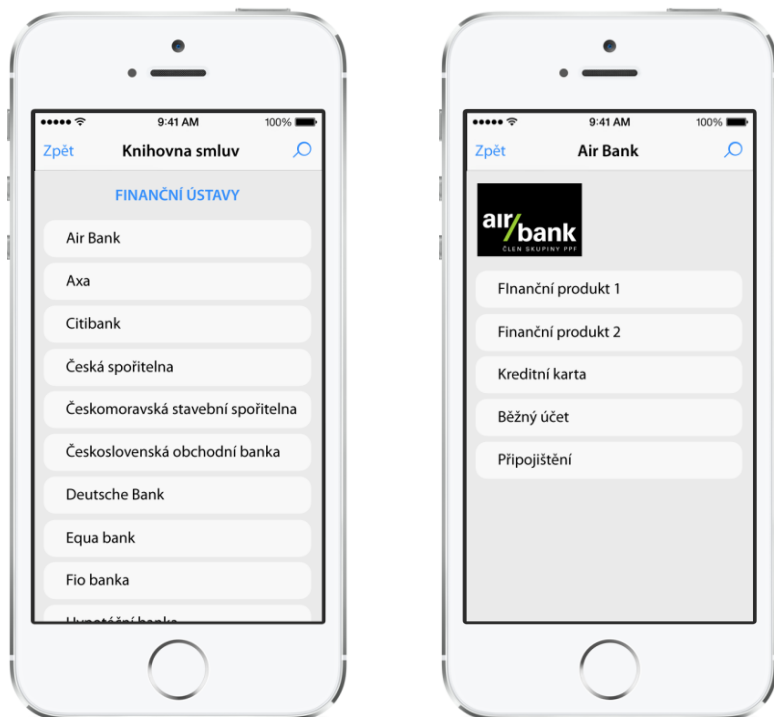 9:41 AM 100%
Zpět Knihovna smluv
FINANČNÍ ÚSTAVY
Air Bank
Axa
Citibank
Česká spořitelna
Českomoravská stavební spořitelna
Československá obchodní banka
Deutsche Bank
Equa bank
Fio banka
Hypotéční banka
9:41 AM 100%
Zpět Air Bank
air bank
ČLEN SKUPINY PPF
FInanční produkt 1
Finanční produkt 2
Kreditní karta
Běžný účet
Připojištění